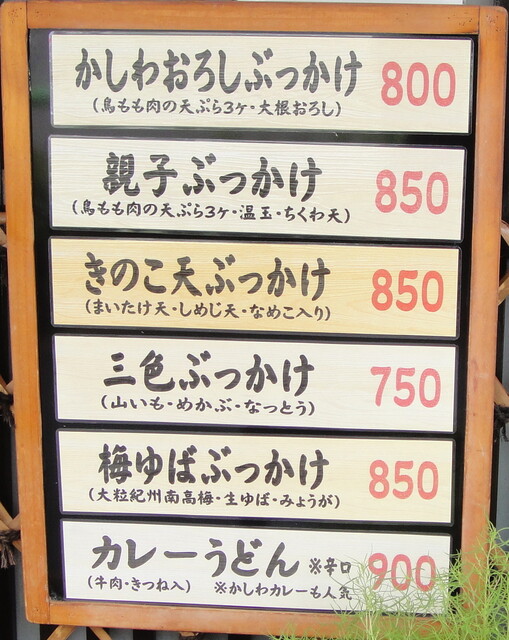 かしわおろしぶっかけ 800
(鳥もも肉の天ぷら3ヶ・大根おろし)
親子ぶっかけ 850
(鳥もも肉の天ぷら3ヶ・温玉・ちくわ天)
きのこ天ぶっかけ 850
(まいたけ天・しめじ天・なめこ入り)
三色ぶっかけ 750
(山いも・めかぶ・なっとう)
梅ゆばぶっかけ 850
(大粒紀州南高梅・生ゆば・みょうが)
カレーうどん ※辛口 900
(牛肉・きつね入) ※かしわカレーも人気